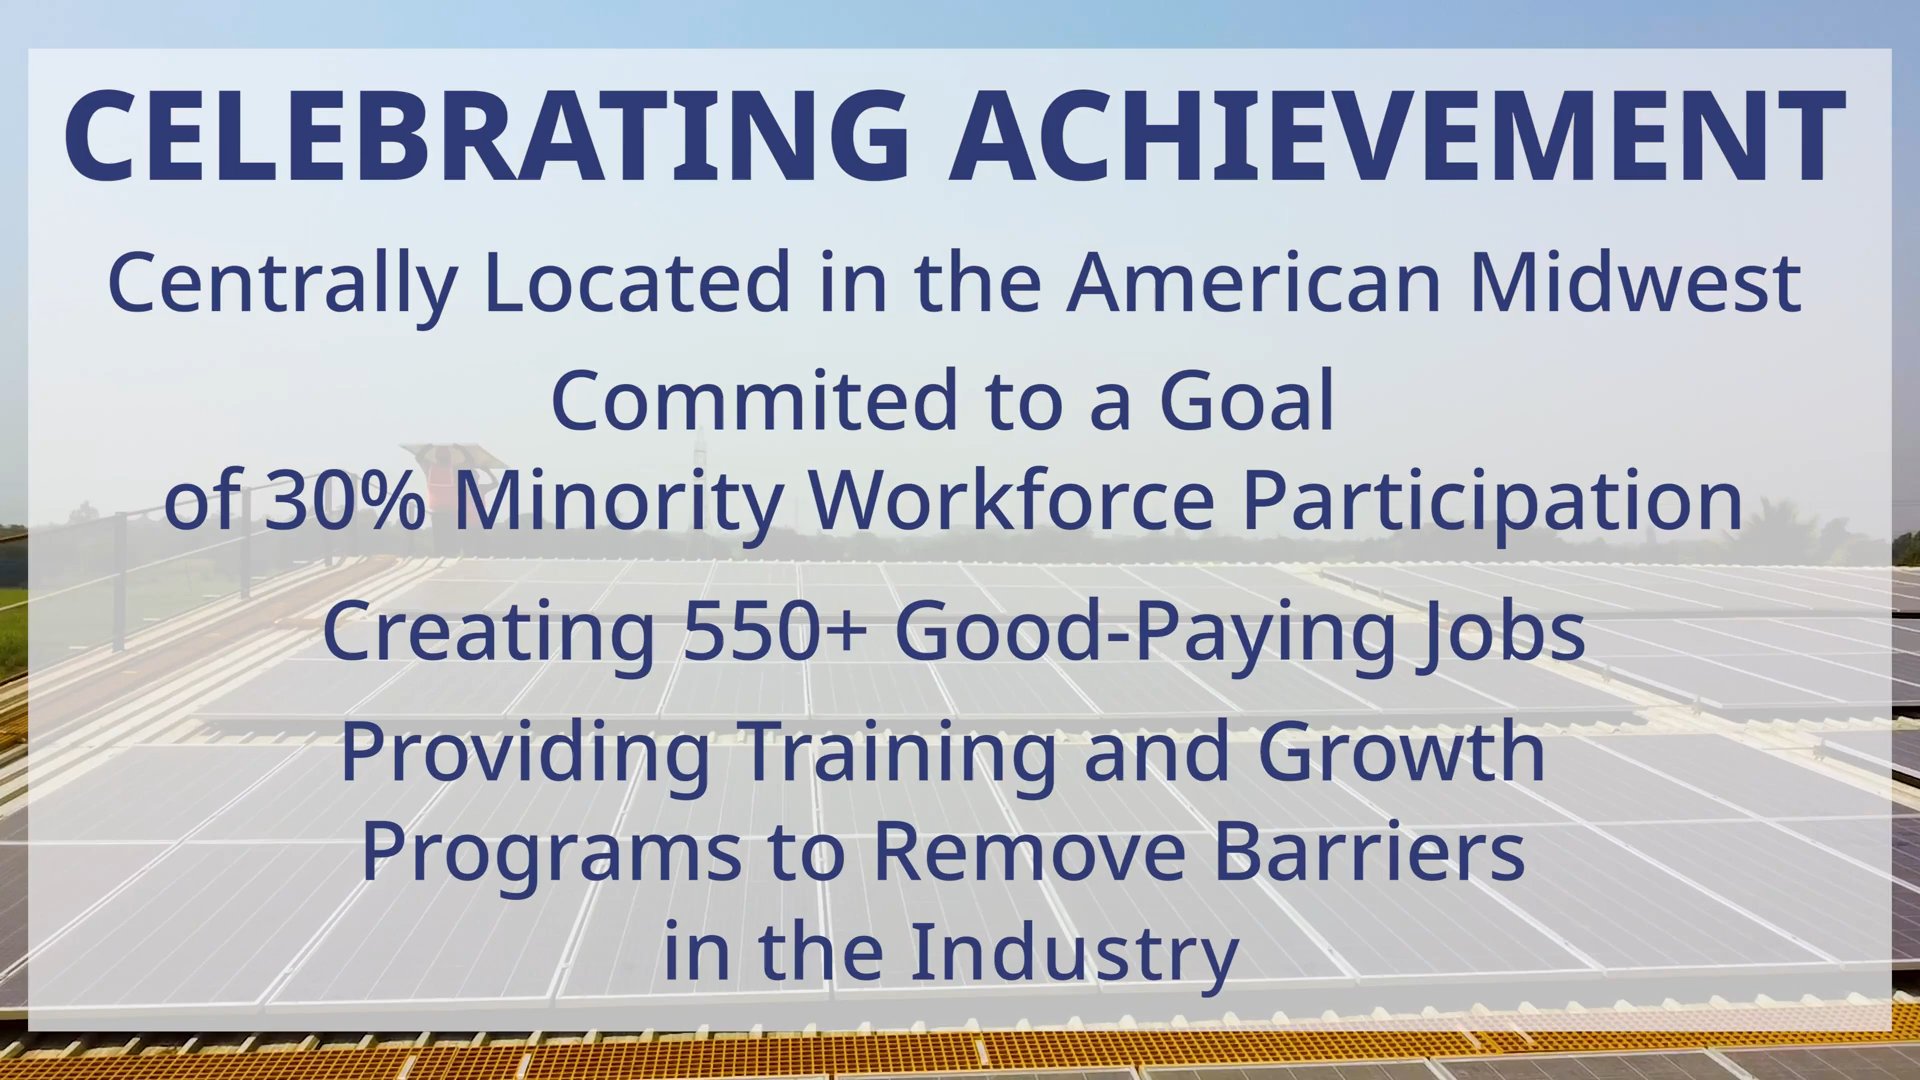 CELEBRATING ACHIEVEMENT
Centrally Located in the American Midwest
Commited to a Goal
of 30% Minority Workforce Participation
Creating 550+ Good-Paying Jobs
Providing Training and Growth
Programs to Remove Barriers
in the Industry